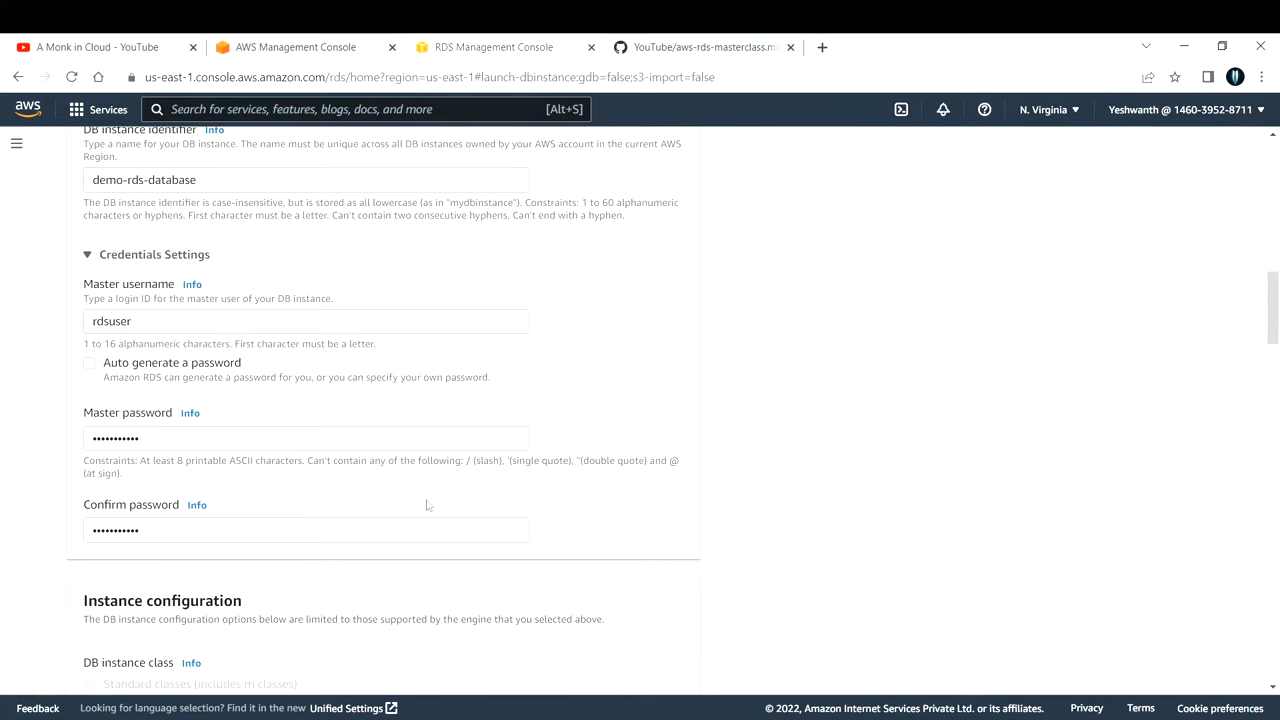 A Monk in Cloud - YouTube
AWS Management Console
RDS Management Console
YouTube/aws-rds-masterclass.m
us-east-1.console.aws.amazon.com/rds/home?region=us-east-1#launch-dbinstance:gdb=false;s3-import=false
aws
Services
Search for services, features, blogs, docs, and more
[Alt+S]
N. Virginia
Yeshwanth @ 1460-3952-8711
DB instance identifier Info
Type a name for your DB instance. The name must be unique across all DB instances owned by your AWS account in the current AWS
Region.
demo-rds-database
The DB instance identifier is case-insensitive, but is stored as all lowercase (as in "mydbinstance"). Constraints: 1 to 60 alphanumeric
characters or hyphens. First character must be a letter. Can't contain two consecutive hyphens. Can't end with a hyphen.
Credentials Settings
Master username Info
Type a login ID for the master user of your DB instance.
rdsuser
1 to 16 alphanumeric characters. First character must be a letter.
Auto generate a password
Amazon RDS can generate a password for you, or you can specify your own password.
Master password Info
•••••••••••
Constraints: At least 8 printable ASCII characters. Can't contain any of the following: / (slash), '(single quote), "(double quote) and @
(at sign).
Confirm password Info
•••••••••••
Instance configuration
The DB instance configuration options below are limited to those supported by the engine that you selected above.
DB instance class Info
Standard classes (includes m classes)
Feedback
Looking for language selection? Find it in the new Unified Settings
© 2022, Amazon Internet Services Private Ltd. or its affiliates.
Privacy
Terms
Cookie preferences